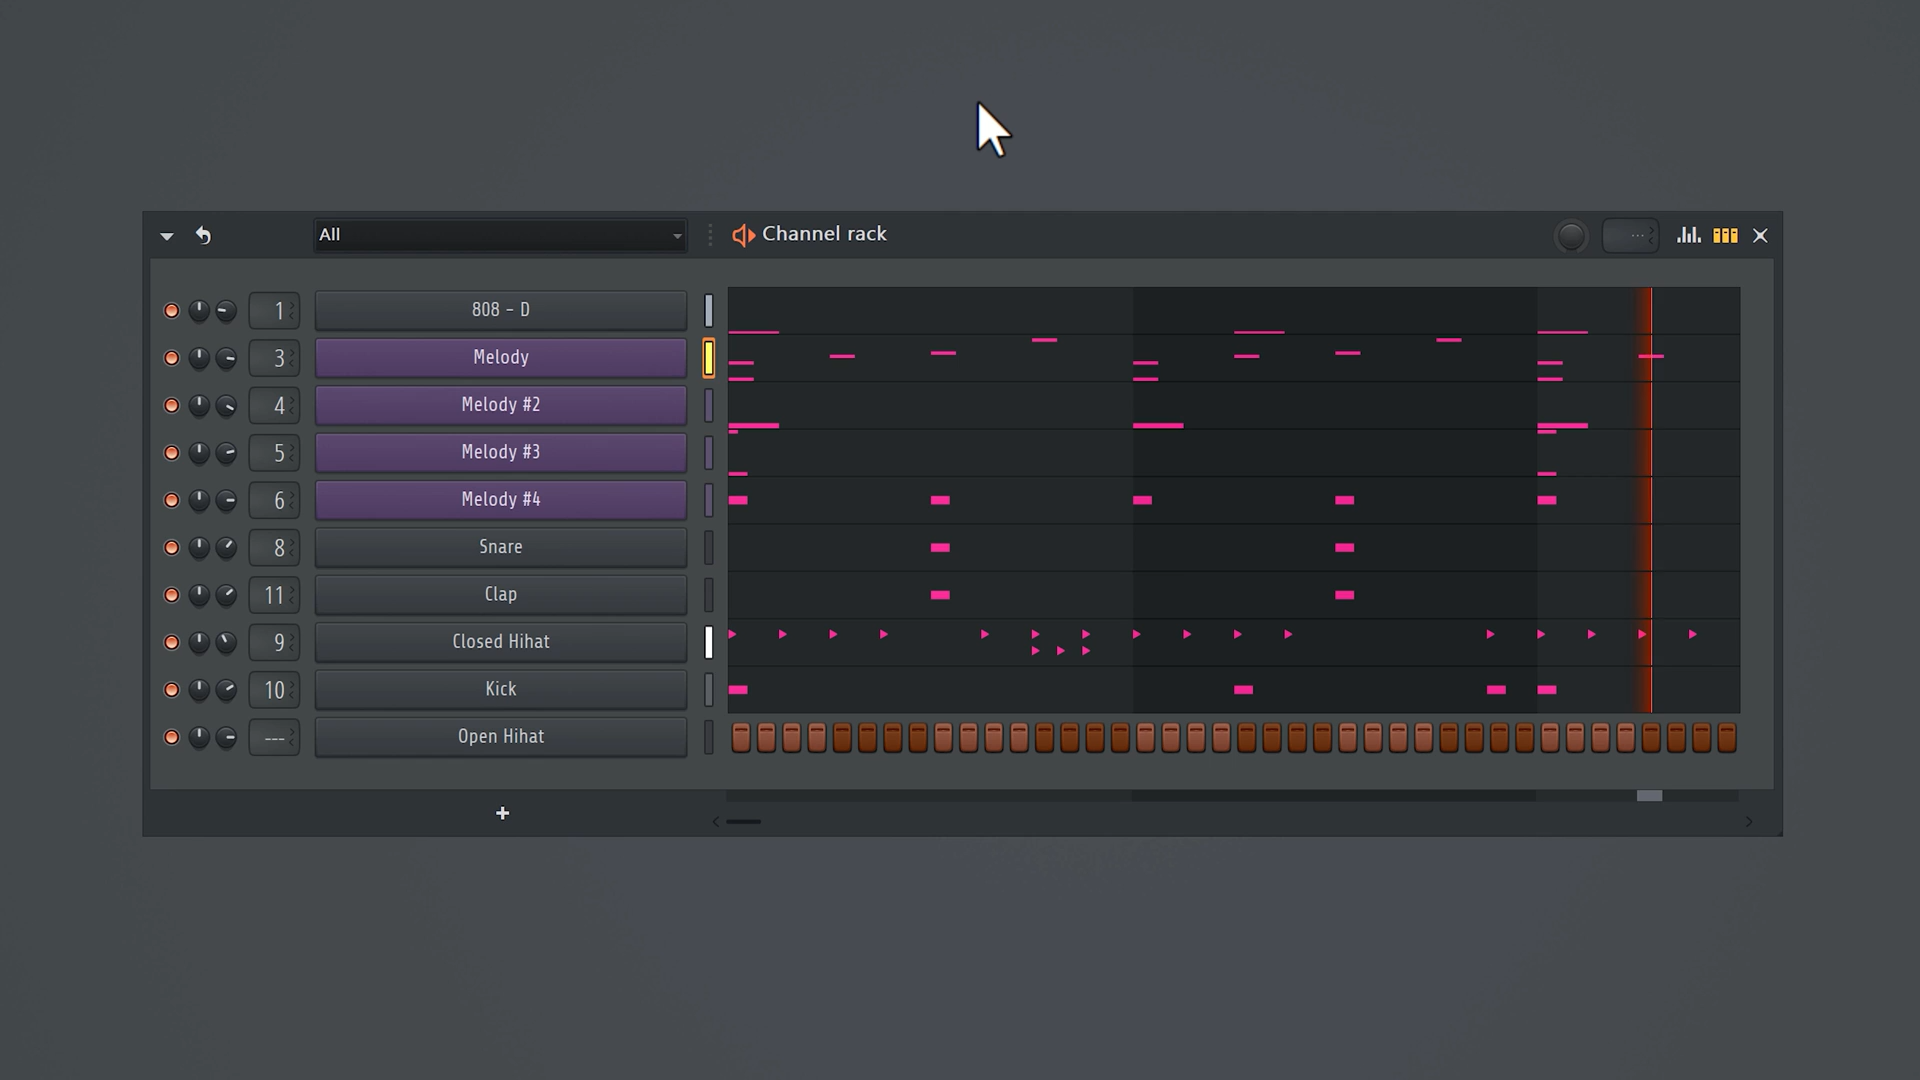 All
Channel rack
1 808 - D
3 Melody
4 Melody #2
5 Melody #3
6 Melody #4
8 Snare
11 Clap
9 Closed Hihat
10 Kick
--- Open Hihat
+